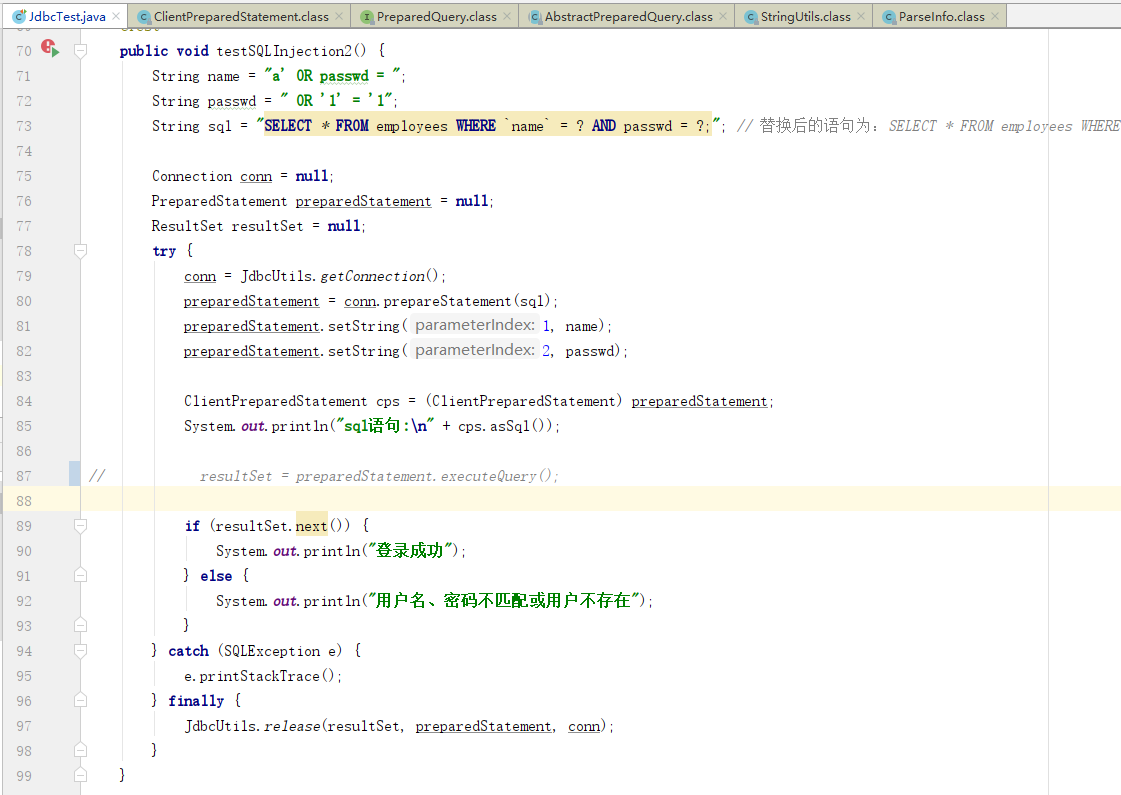 JdbcTest.java ClientPreparedStatement.class PreparedQuery.class AbstractPreparedQuery.class StringUtils.class ParseInfo.class
70 public void testSQLInjection2() {
71 String name = "a' OR passwd = ";
72 String passwd = " OR '1' = '1";
73 String sql = "SELECT * FROM employees WHERE `name` = ? AND passwd = ?;"; // 替换后的语句为: SELECT * FROM employees WHERE
74
75 Connection conn = null;
76 PreparedStatement preparedStatement = null;
77 ResultSet resultSet = null;
78 try {
79 conn = JdbcUtils.getConnection();
80 preparedStatement = conn.prepareStatement(sql);
81 preparedStatement.setString( parameterIndex: 1, name);
82 preparedStatement.setString( parameterIndex: 2, passwd);
83
84 ClientPreparedStatement cps = (ClientPreparedStatement) preparedStatement;
85 System.out.println("sql语句:\n" + cps.asSql());
86
87 // resultSet = preparedStatement.executeQuery();
88
89 if (resultSet.next()) {
90 System.out.println("登录成功");
91 } else {
92 System.out.println("用户名、密码不匹配或用户不存在");
93 }
94 } catch (SQLException e) {
95 e.printStackTrace();
96 } finally {
97 JdbcUtils.release(resultSet, preparedStatement, conn);
98 }
99 }